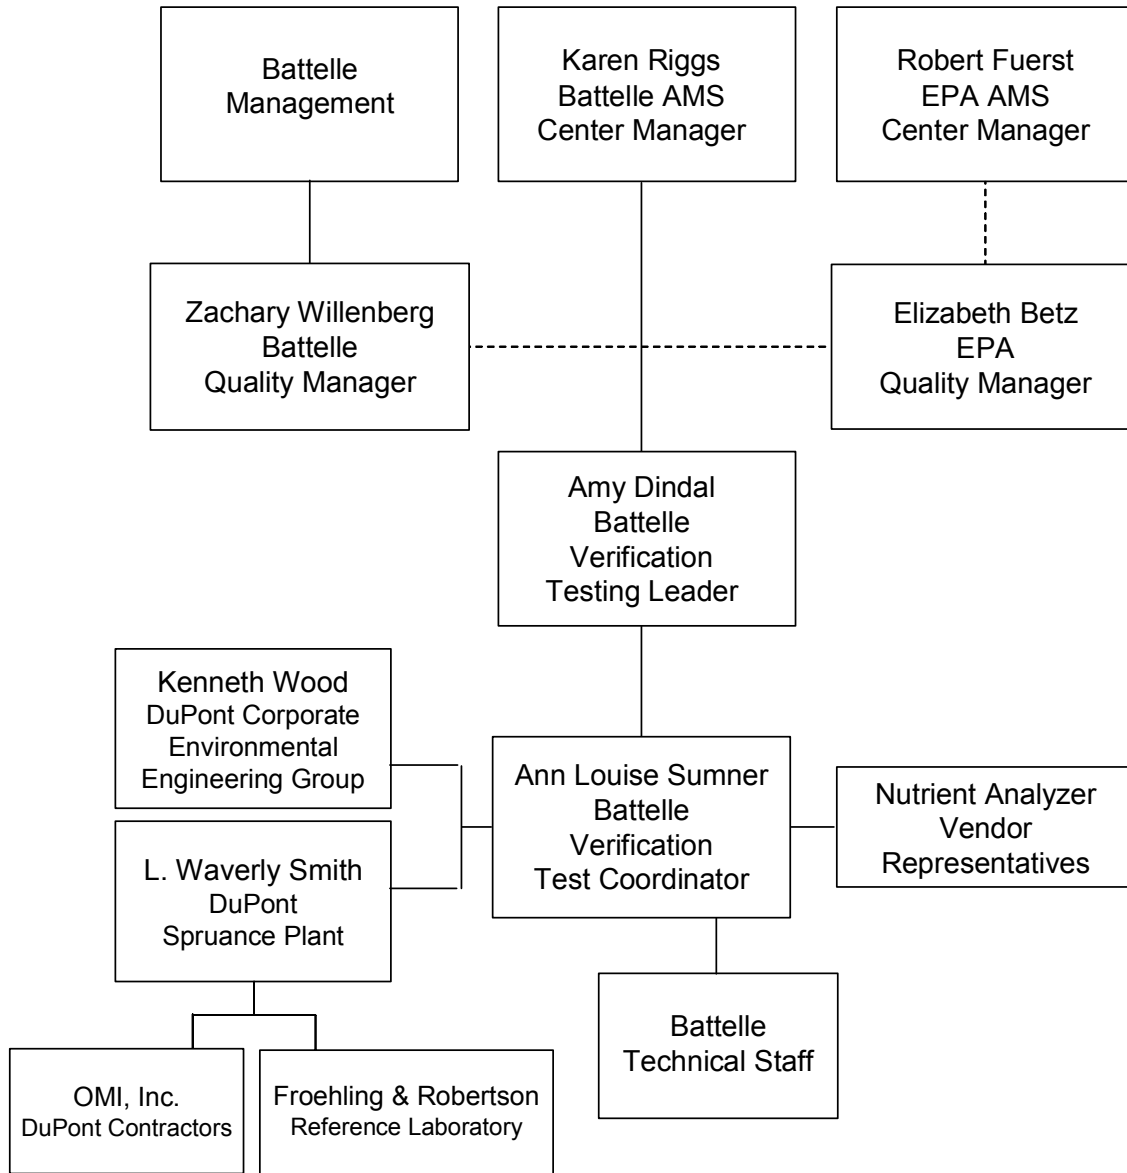 Battelle
Management
Karen Riggs
Battelle AMS
Center Manager
Robert Fuerst
EPA AMS
Center Manager
Zachary Willenberg
Battelle
Quality Manager
Elizabeth Betz
EPA
Quality Manager
Amy Dindal
Battelle
Verification
Testing Leader
Kenneth Wood
DuPont Corporate
Environmental
Engineering Group
Ann Louise Sumner
Battelle
Verification
Test Coordinator
Nutrient Analyzer
Vendor
Representatives
L. Waverly Smith
DuPont
Spruance Plant
Battelle
Technical Staff
OMI, Inc.
DuPont Contractors
Froehling & Robertson
Reference Laboratory